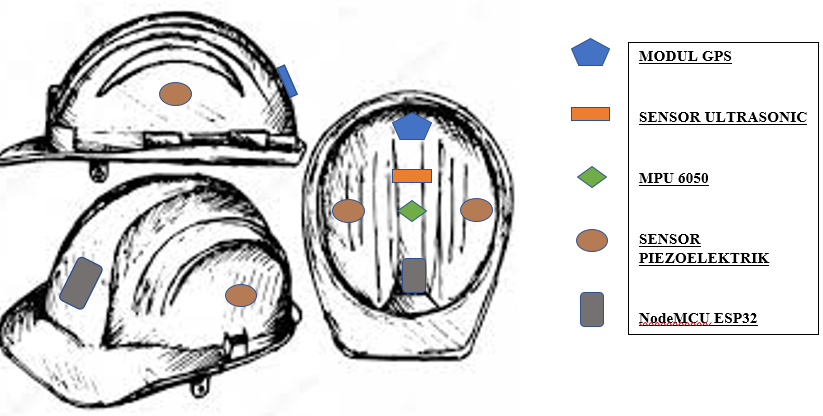 MODUL GPS
SENSOR ULTRASONIC
MPU 6050
SENSOR
PIEZOELEKTRIK
NodeMCU ESP32